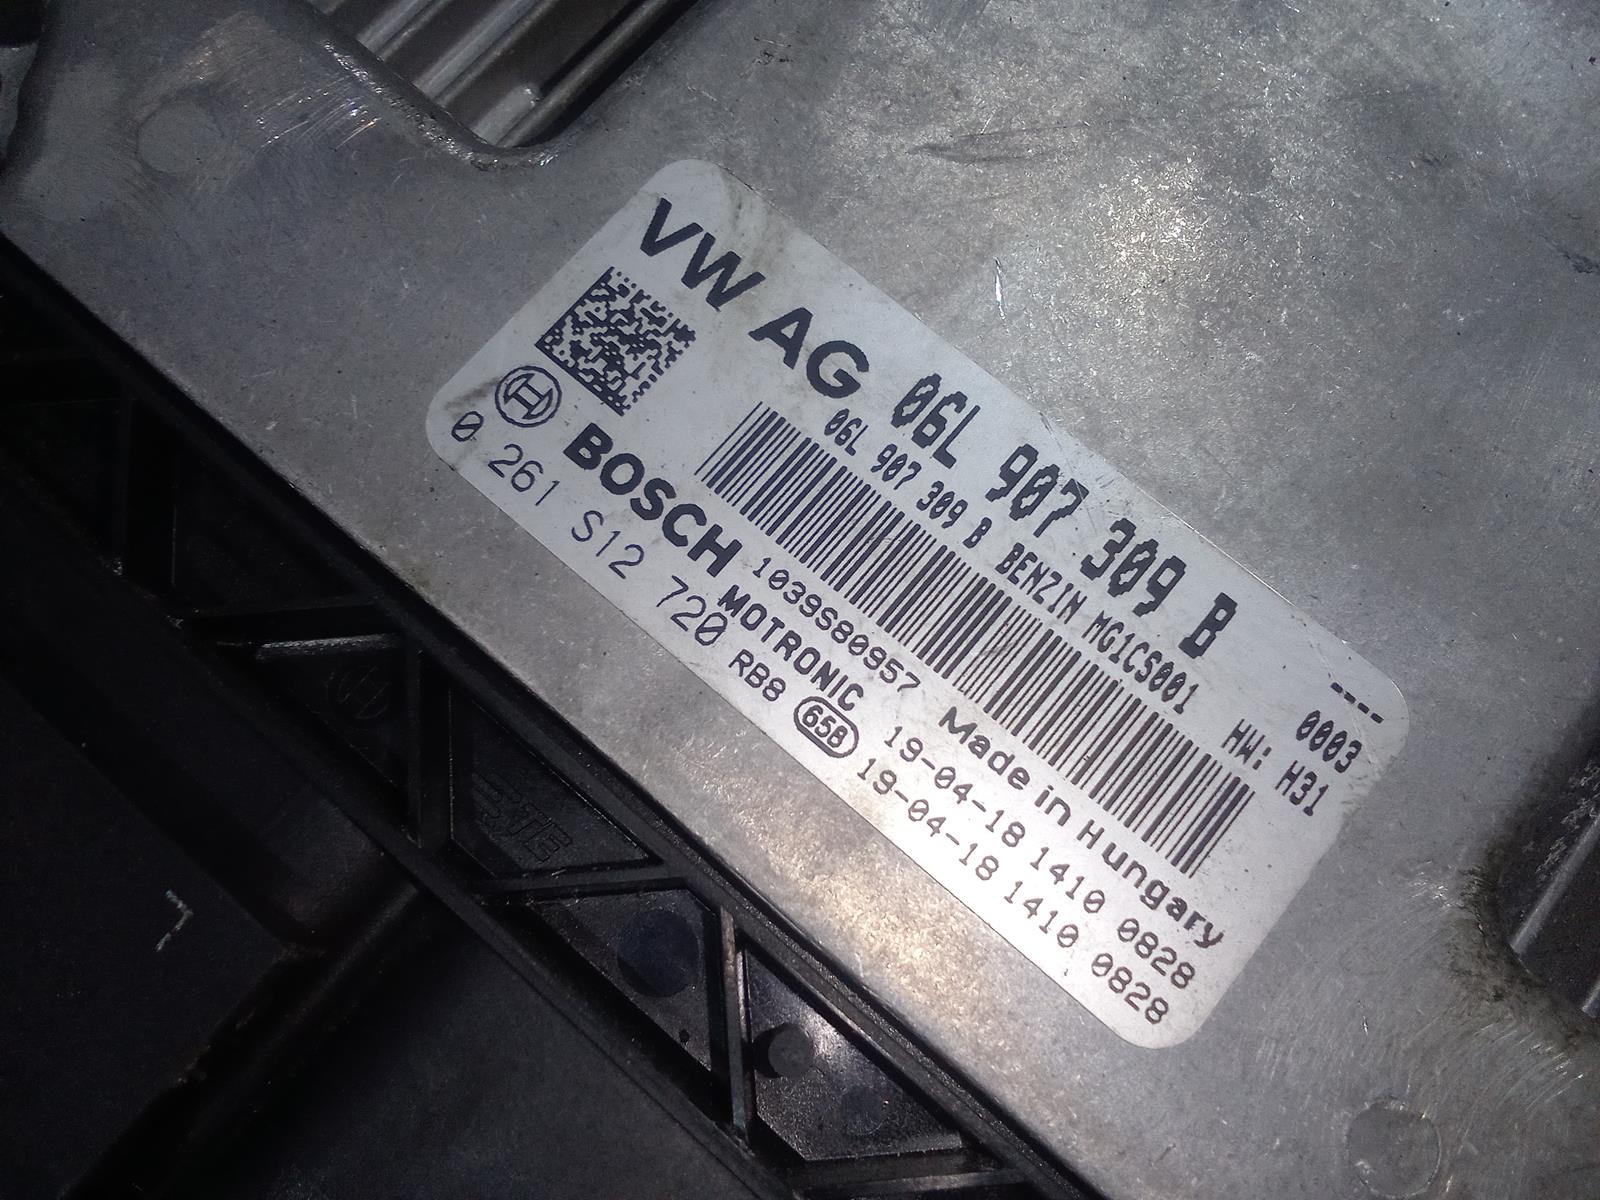 VW AG 06L 907 309 B ----
06L 907 309 B BENZIN MG1CS001 0003
HW: H31
BOSCH 1039S80957 Made in Hungary
MOTRONIC 19-04-18 1410 0828
0 261 S12 720 RB8 65B 19-04-18 1410 0828